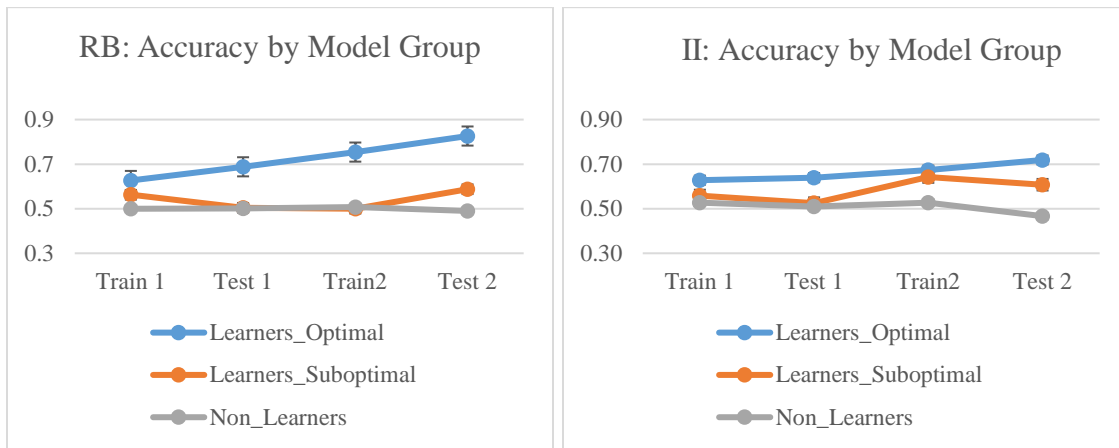 RB: Accuracy by Model Group
0.9
0.7
0.5
0.3
Train 1 Test 1 Train2 Test 2
Learners_Optimal
Learners_Suboptimal
Non_Learners
II: Accuracy by Model Group
0.90
0.70
0.50
0.30
Train 1 Test 1 Train2 Test 2
Learners_Optimal
Learners_Suboptimal
Non_Learners